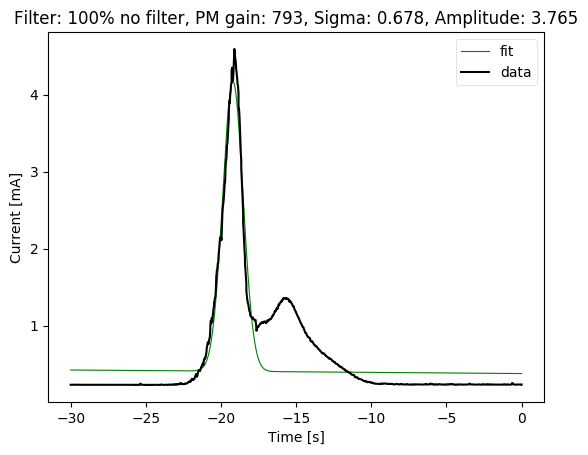 Filter: 100% no filter, PM gain: 793, Sigma: 0.678, Amplitude: 3.765
fit
data
Current [mA]
4
3
2
1
−30
−25
−20
−15
−10
−5
0
Time [s]